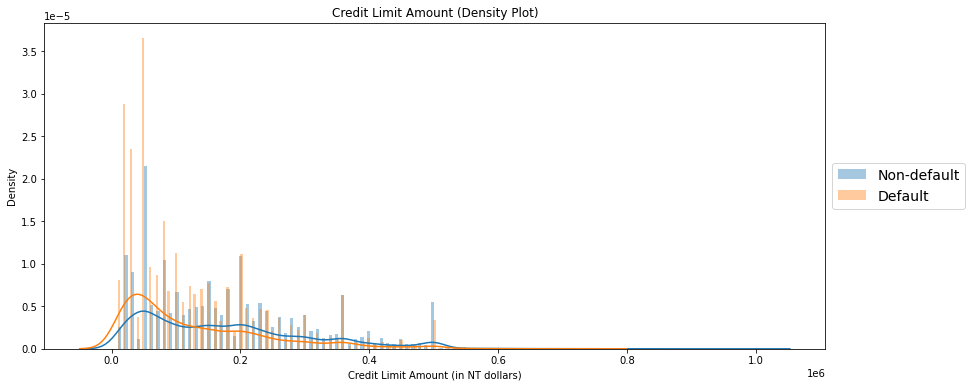 Credit Limit Amount (Density Plot)
1e−5
3.5
3.0
2.5
2.0
1.5
1.0
0.5
0.0
Density
0.0 0.2 0.4 0.6 0.8 1.0
1e6
Credit Limit Amount (in NT dollars)
Non-default
Default